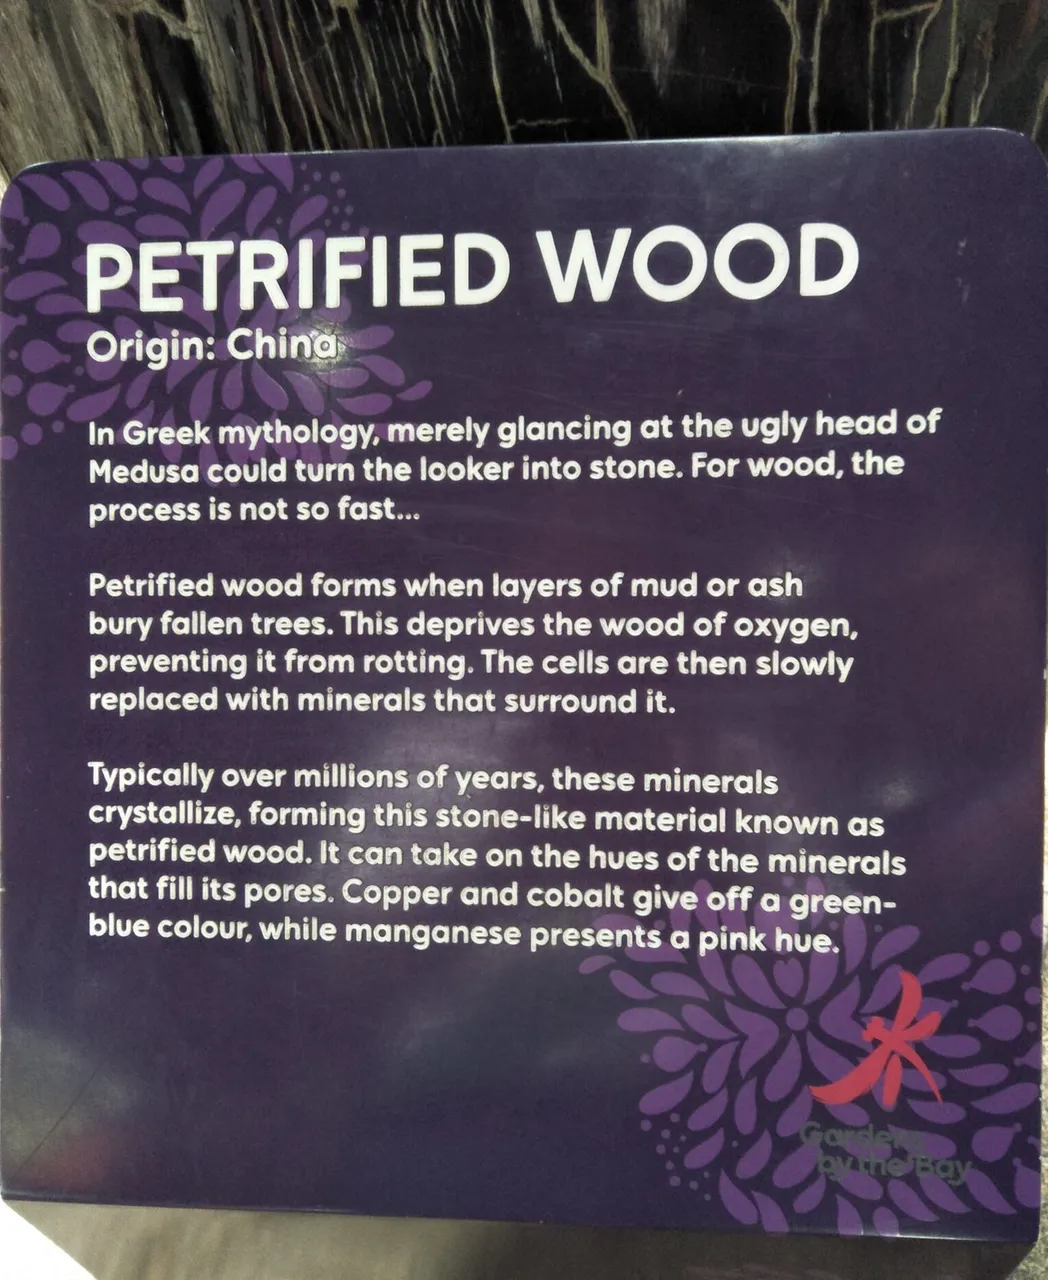 PETRIFIED WOOD
Origin: China
In Greek mythology, merely glancing at the ugly head of
Medusa could turn the looker into stone. For wood, the
process is not so fast...
Petrified wood forms when layers of mud or ash
bury fallen trees. This deprives the wood of oxygen,
preventing it from rotting. The cells are then slowly
replaced with minerals that surround it.
Typically over millions of years, these minerals
crystallize, forming this stone-like material known as
petrified wood. It can take on the hues of the minerals
that fill its pores. Copper and cobalt give off a green-
blue colour, while manganese presents a pink hue.
Gardens
by the Bay